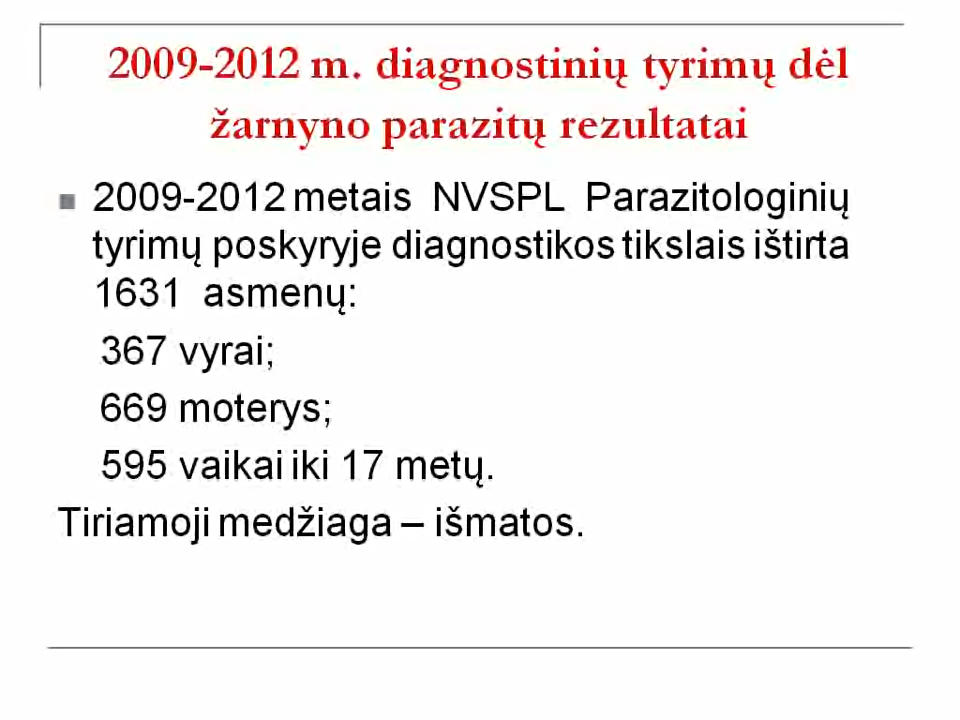 2009-2012 m. diagnostinių tyrimų dėl
žarnyno parazitų rezultatai
2009-2012 metais NVSPL Parazitologinių
tyrimų poskyryje diagnostikos tikslais ištirta
1631 asmenų:
367 vyrai;
669 moterys;
595 vaikai iki 17 metų.
Tiriamoji medžiaga – išmatos.